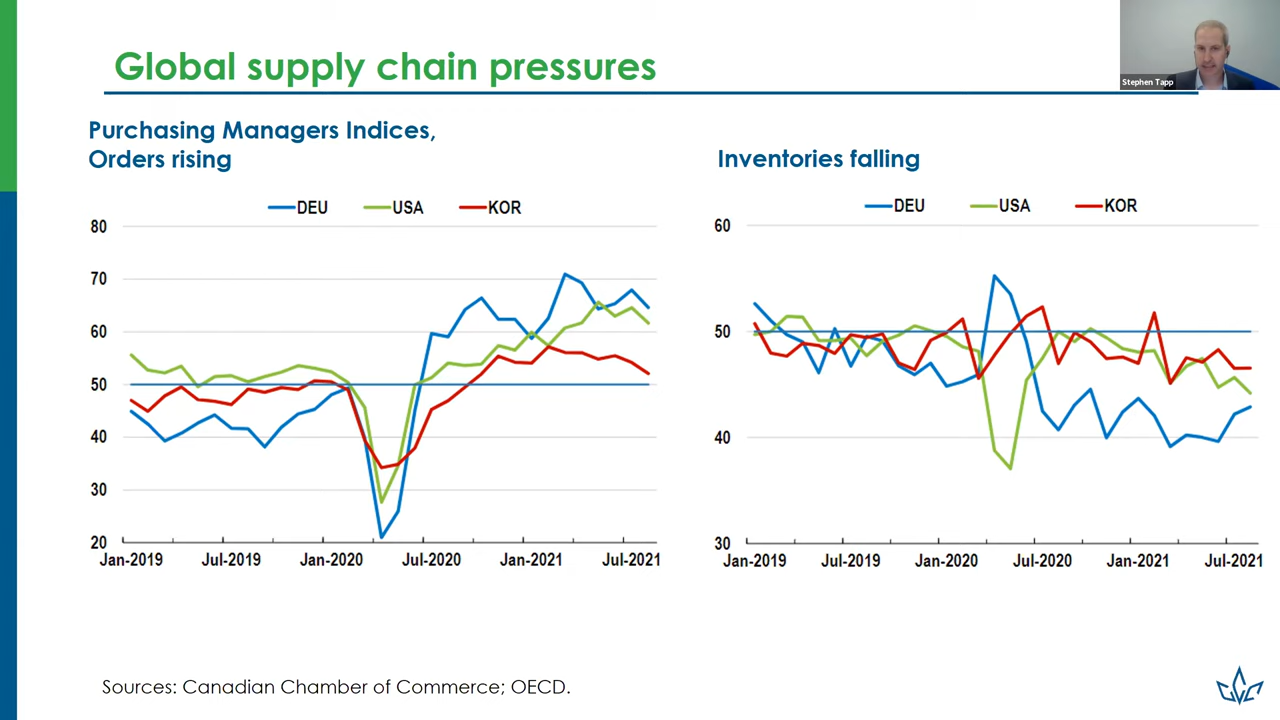 Global supply chain pressures
Stephen Tapp
Purchasing Managers Indices,
Orders rising
DEU USA KOR
80
70
60
50
40
30
20
Jan-2019 Jul-2019 Jan-2020 Jul-2020 Jan-2021 Jul-2021
Inventories falling
DEU USA KOR
60
50
40
30
Jan-2019 Jul-2019 Jan-2020 Jul-2020 Jan-2021 Jul-2021
Sources: Canadian Chamber of Commerce; OECD.